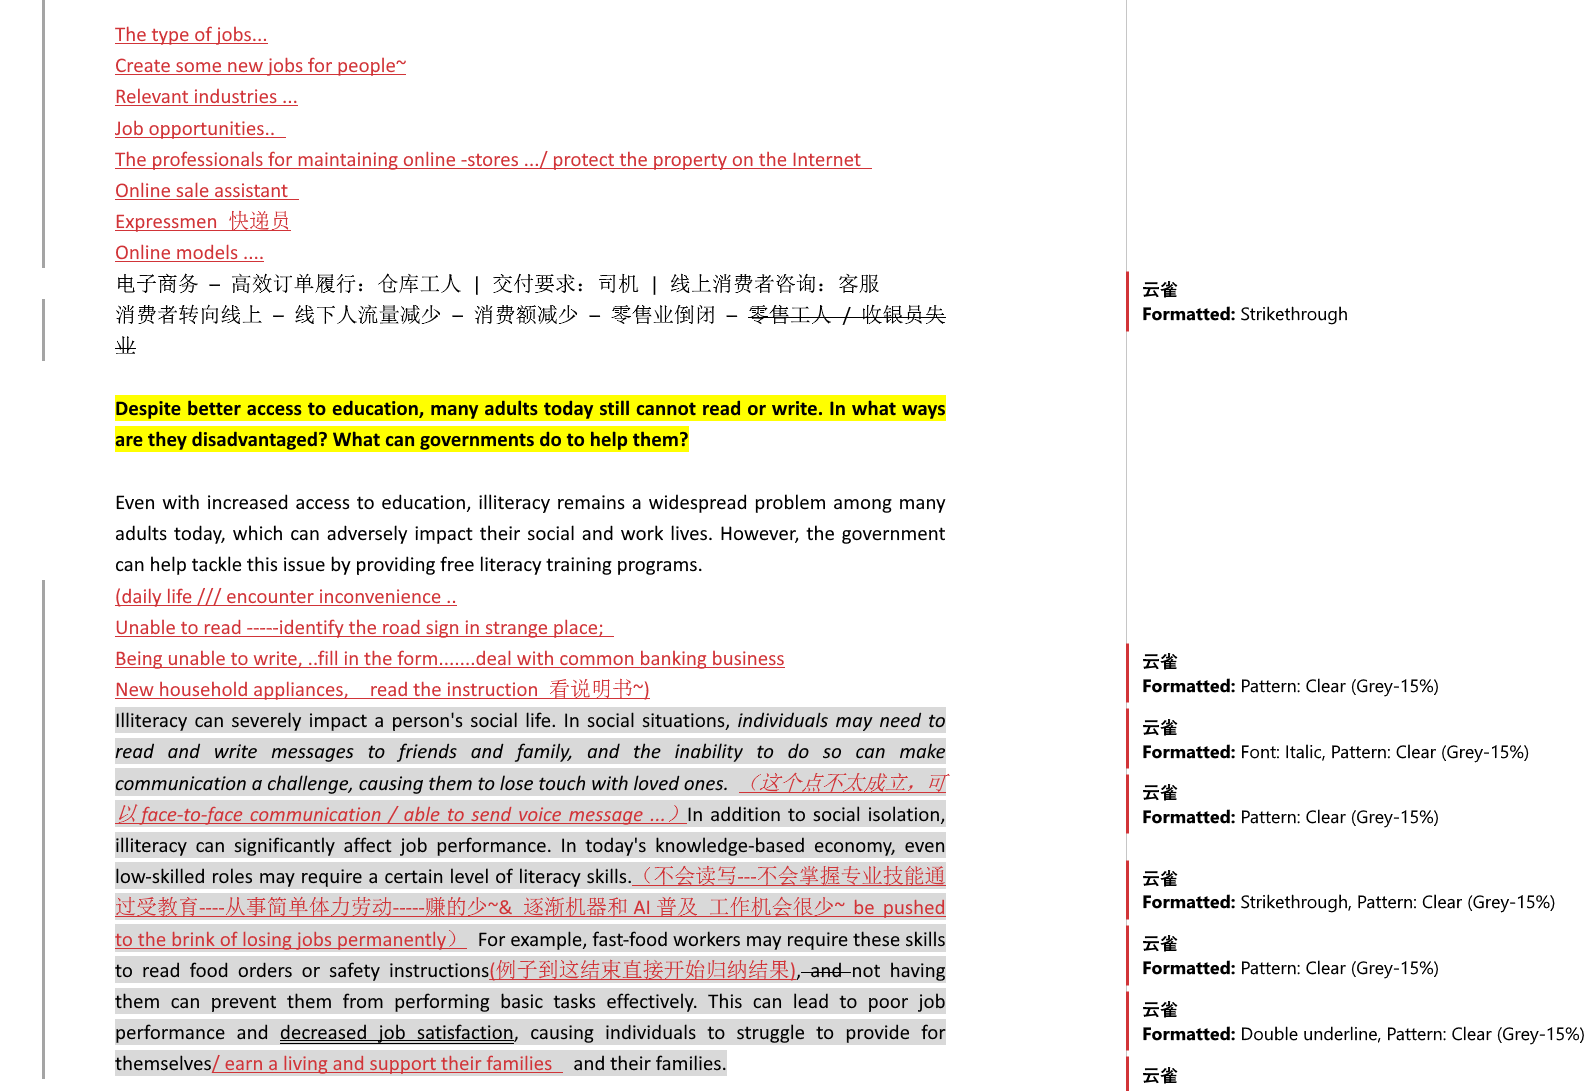 The type of jobs...
Create some new jobs for people~
Relevant industries ...
Job opportunities..
The professionals for maintaining online -stores .../ protect the property on the Internet
Online sale assistant
Expressmen 快递员
Online models ....
电子商务 – 高效订单履行：仓库工人 | 交付要求：司机 | 线上消费者咨询：客服
消费者转向线上 – 线下人流量减少 – 消费额减少 – 零售业倒闭 – 零售工人 / 收银员失
业
云雀
Formatted: Strikethrough
Despite better access to education, many adults today still cannot read or write. In what ways
are they disadvantaged? What can governments do to help them?
Even with increased access to education, illiteracy remains a widespread problem among many
adults today, which can adversely impact their social and work lives. However, the government
can help tackle this issue by providing free literacy training programs.
(daily life /// encounter inconvenience ..
Unable to read -----identify the road sign in strange place;
Being unable to write, ..fill in the form.......deal with common banking business
New household appliances, read the instruction 看说明书~)
Illiteracy can severely impact a person's social life. In social situations, individuals may need to
read and write messages to friends and family, and the inability to do so can make
communication a challenge, causing them to lose touch with loved ones. （这个点不太成立，可
以 face-to-face communication / able to send voice message ...）In addition to social isolation,
illiteracy can significantly affect job performance. In today's knowledge-based economy, even
low-skilled roles may require a certain level of literacy skills.（不会读写---不会掌握专业技能通
过受教育----从事简单体力劳动-----赚的少~& 逐渐机器和 AI 普及 工作机会很少~ be pushed
to the brink of losing jobs permanently） For example, fast-food workers may require these skills
to read food orders or safety instructions(例子到这结束直接开始归纳结果), and not having
them can prevent them from performing basic tasks effectively. This can lead to poor job
performance and decreased job satisfaction, causing individuals to struggle to provide for
themselves/ earn a living and support their families and their families.
云雀
Formatted: Pattern: Clear (Grey-15%)
云雀
Formatted: Font: Italic, Pattern: Clear (Grey-15%)
云雀
Formatted: Pattern: Clear (Grey-15%)
云雀
Formatted: Strikethrough, Pattern: Clear (Grey-15%)
云雀
Formatted: Pattern: Clear (Grey-15%)
云雀
Formatted: Double underline, Pattern: Clear (Grey-15%)
云雀